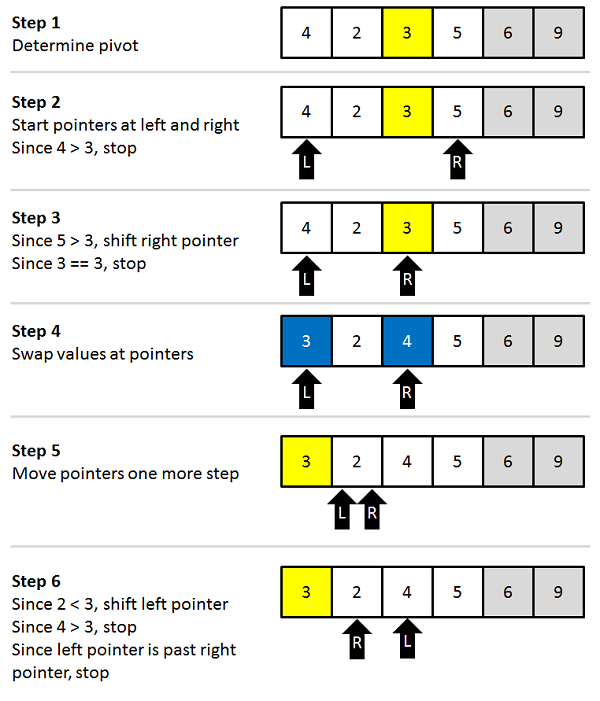 Step 1
Determine pivot
4 2 3 5 6 9
Step 2
Start pointers at left and right
Since 4 > 3, stop
4 2 3 5 6 9
L R
Step 3
Since 5 > 3, shift right pointer
Since 3 == 3, stop
4 2 3 5 6 9
L R
Step 4
Swap values at pointers
3 2 4 5 6 9
L R
Step 5
Move pointers one more step
3 2 4 5 6 9
L R
Step 6
Since 2 < 3, shift left pointer
Since 4 > 3, stop
Since left pointer is past right
pointer, stop
3 2 4 5 6 9
R L